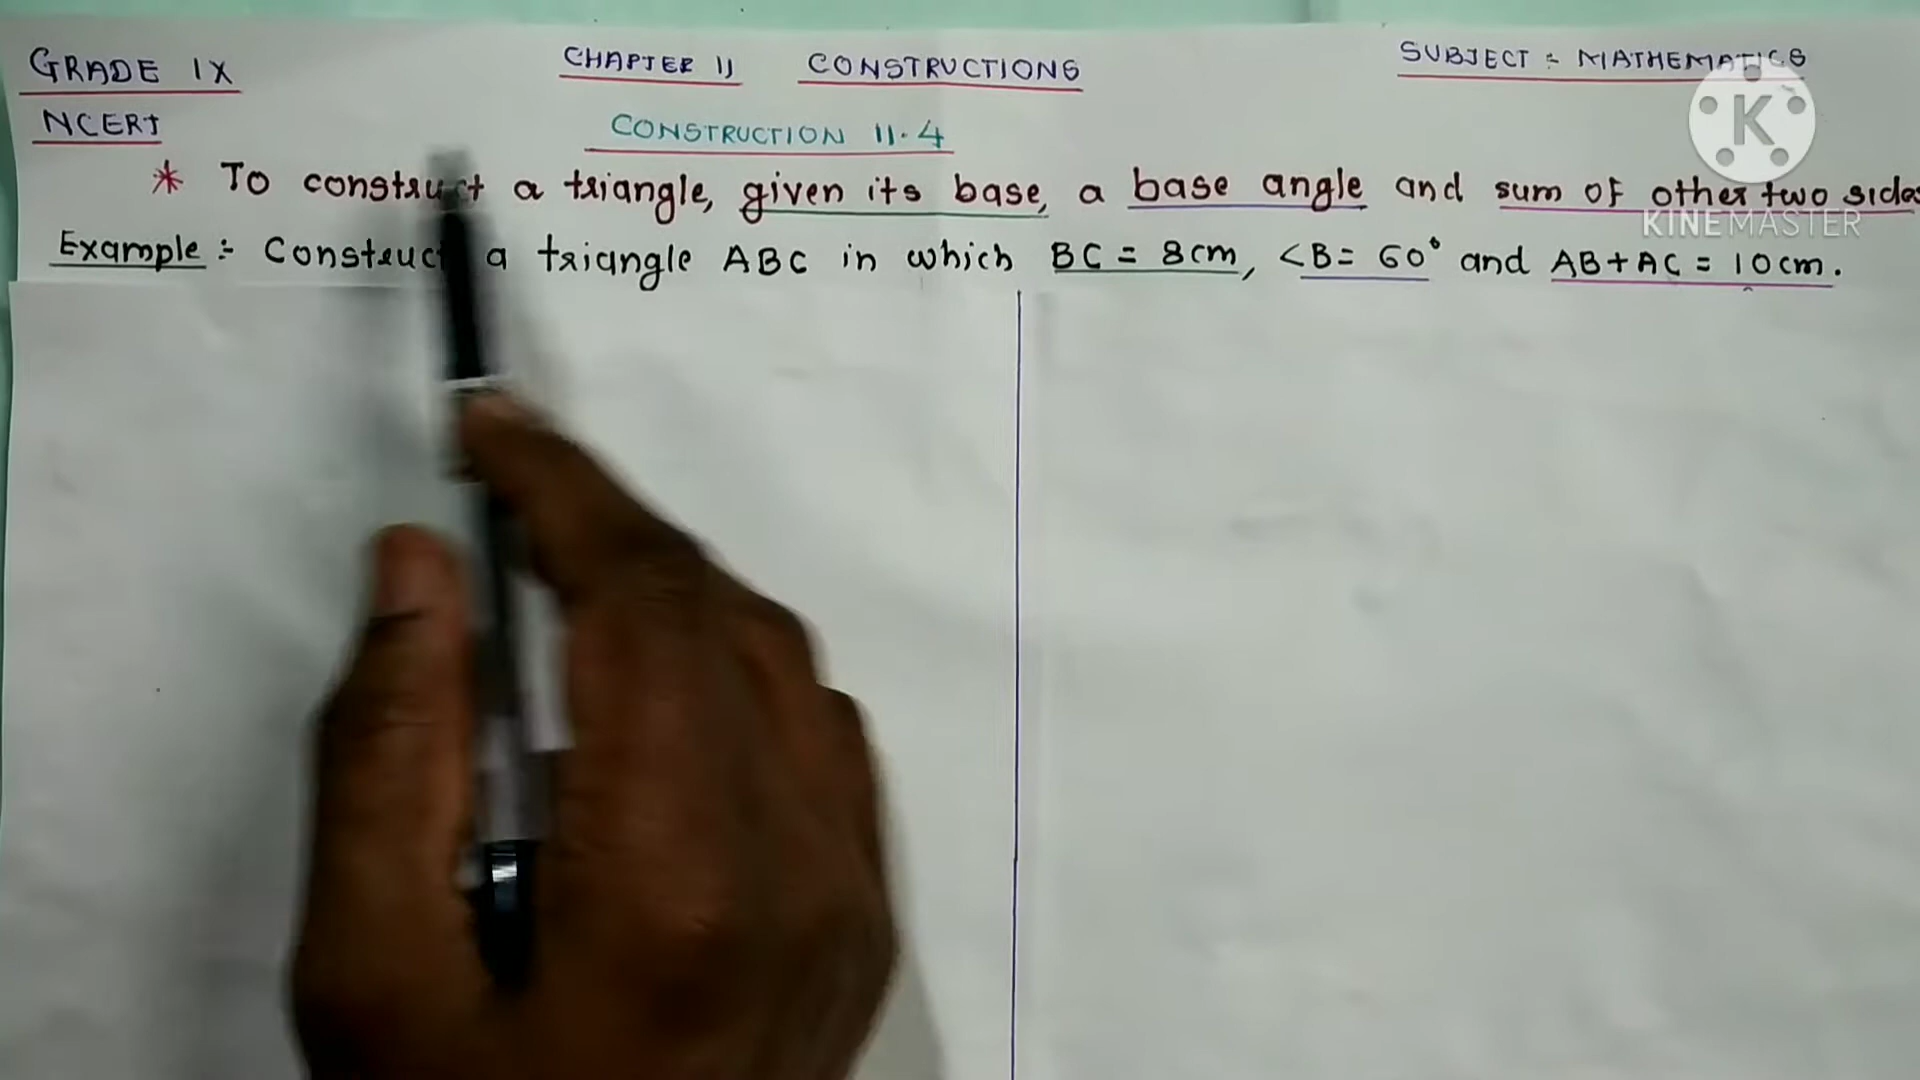 GRADE IX CHAPTER 11 CONSTRUCTIONS SUBJECT :- MATHEMATICS
NCERT CONSTRUCTION 11.4
K
* To construct a triangle, given its base, a base angle and sum of other two sides
KINEMASTER
Example :- Construct a triangle ABC in which BC = 8cm, <B= 60° and AB+AC = 10cm.